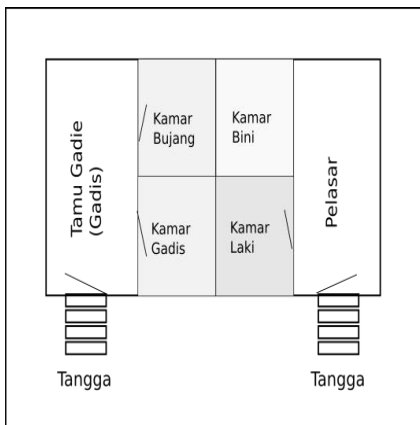 Tamu Gadie
(Gadis)
Kamar
Bujang
Kamar
Bini
Kamar
Gadis
Kamar
Laki
Pelasar
Tangga
Tangga